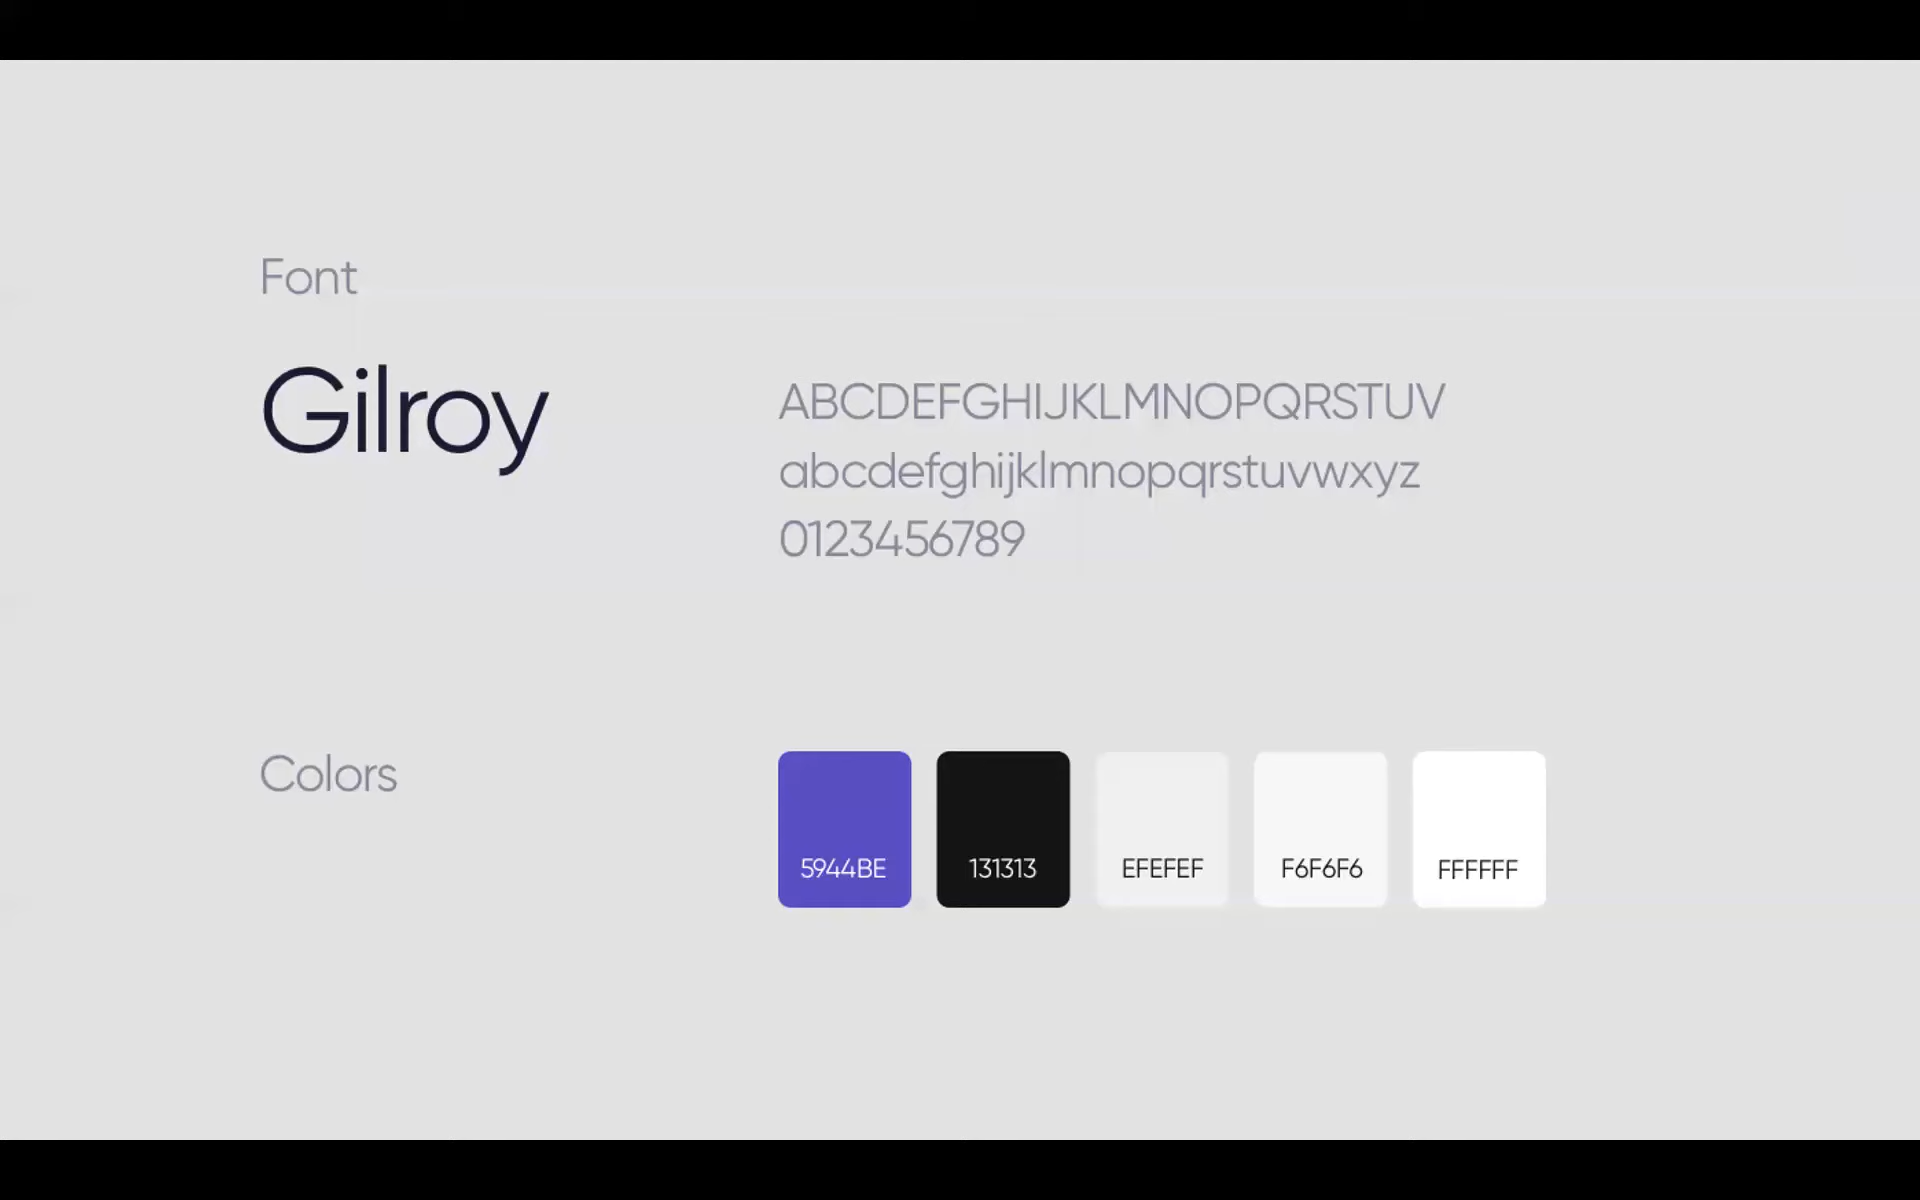 Font
Gilroy
ABCDEFGHIJKLMNOPQRSTUV
abcdefghijklmnopqrstuvwxyz
0123456789
Colors
5944BE
131313
EFEFEF
F6F6F6
FFFFFF